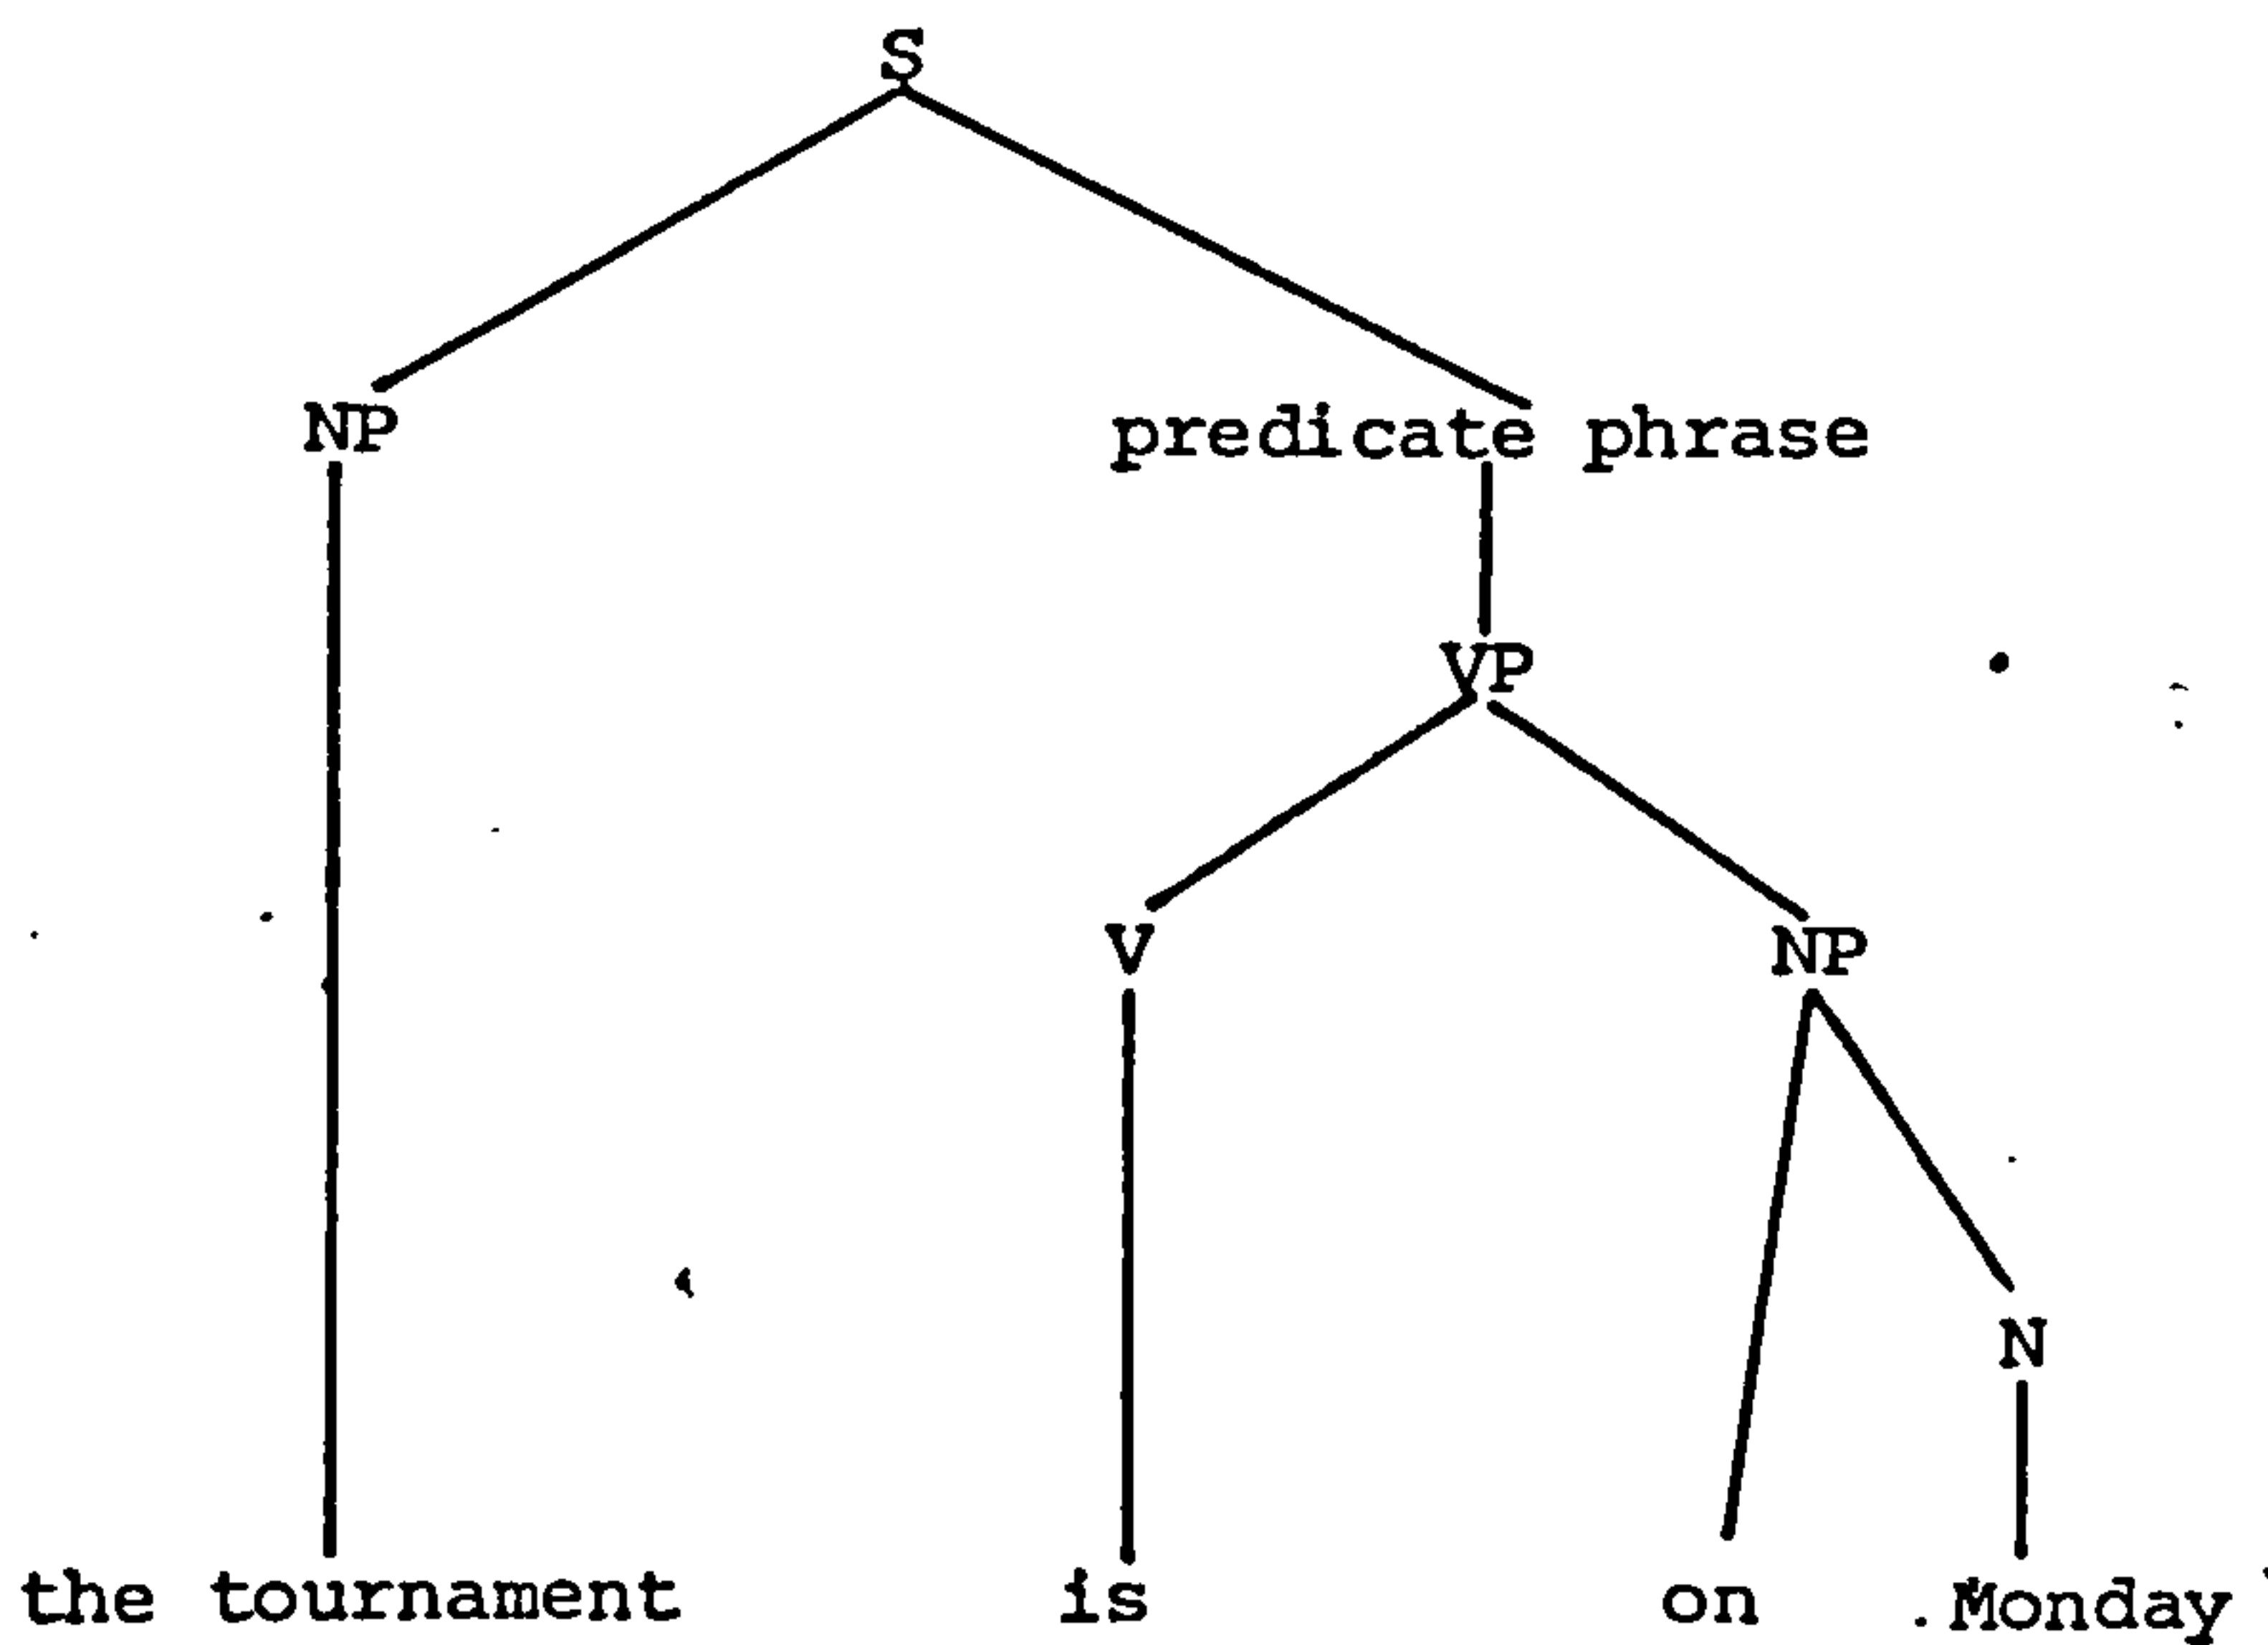 S
NP predicate phrase
VP
V NP
N
the tournament is on Monday